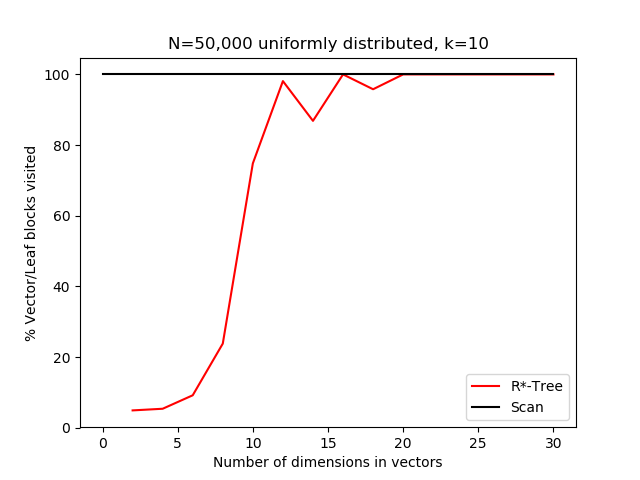 N=50,000 uniformly distributed, k=10
% Vector/Leaf blocks visited
100
80
60
40
20
0
R*-Tree
Scan
0 5 10 15 20 25 30
Number of dimensions in vectors